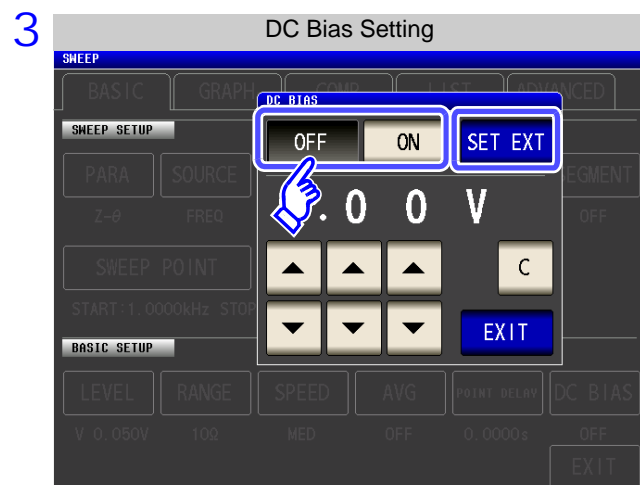 3
DC Bias Setting
SWEEP
BASIC GRAPH COMP LIST ADVANCED
DC BIAS
SWEEP SETUP
OFF ON SET EXT
PARA SOURCE SEGMENT
Z-θ FREQ OFF
.00 V
SWEEP POINT
C
START:1.0000kHz STOP
EXIT
BASIC SETUP
LEVEL RANGE SPEED AVG POINT DELAY DC BIAS
V 0.050V 10Ω MED OFF 0.0000s OFF
EXIT